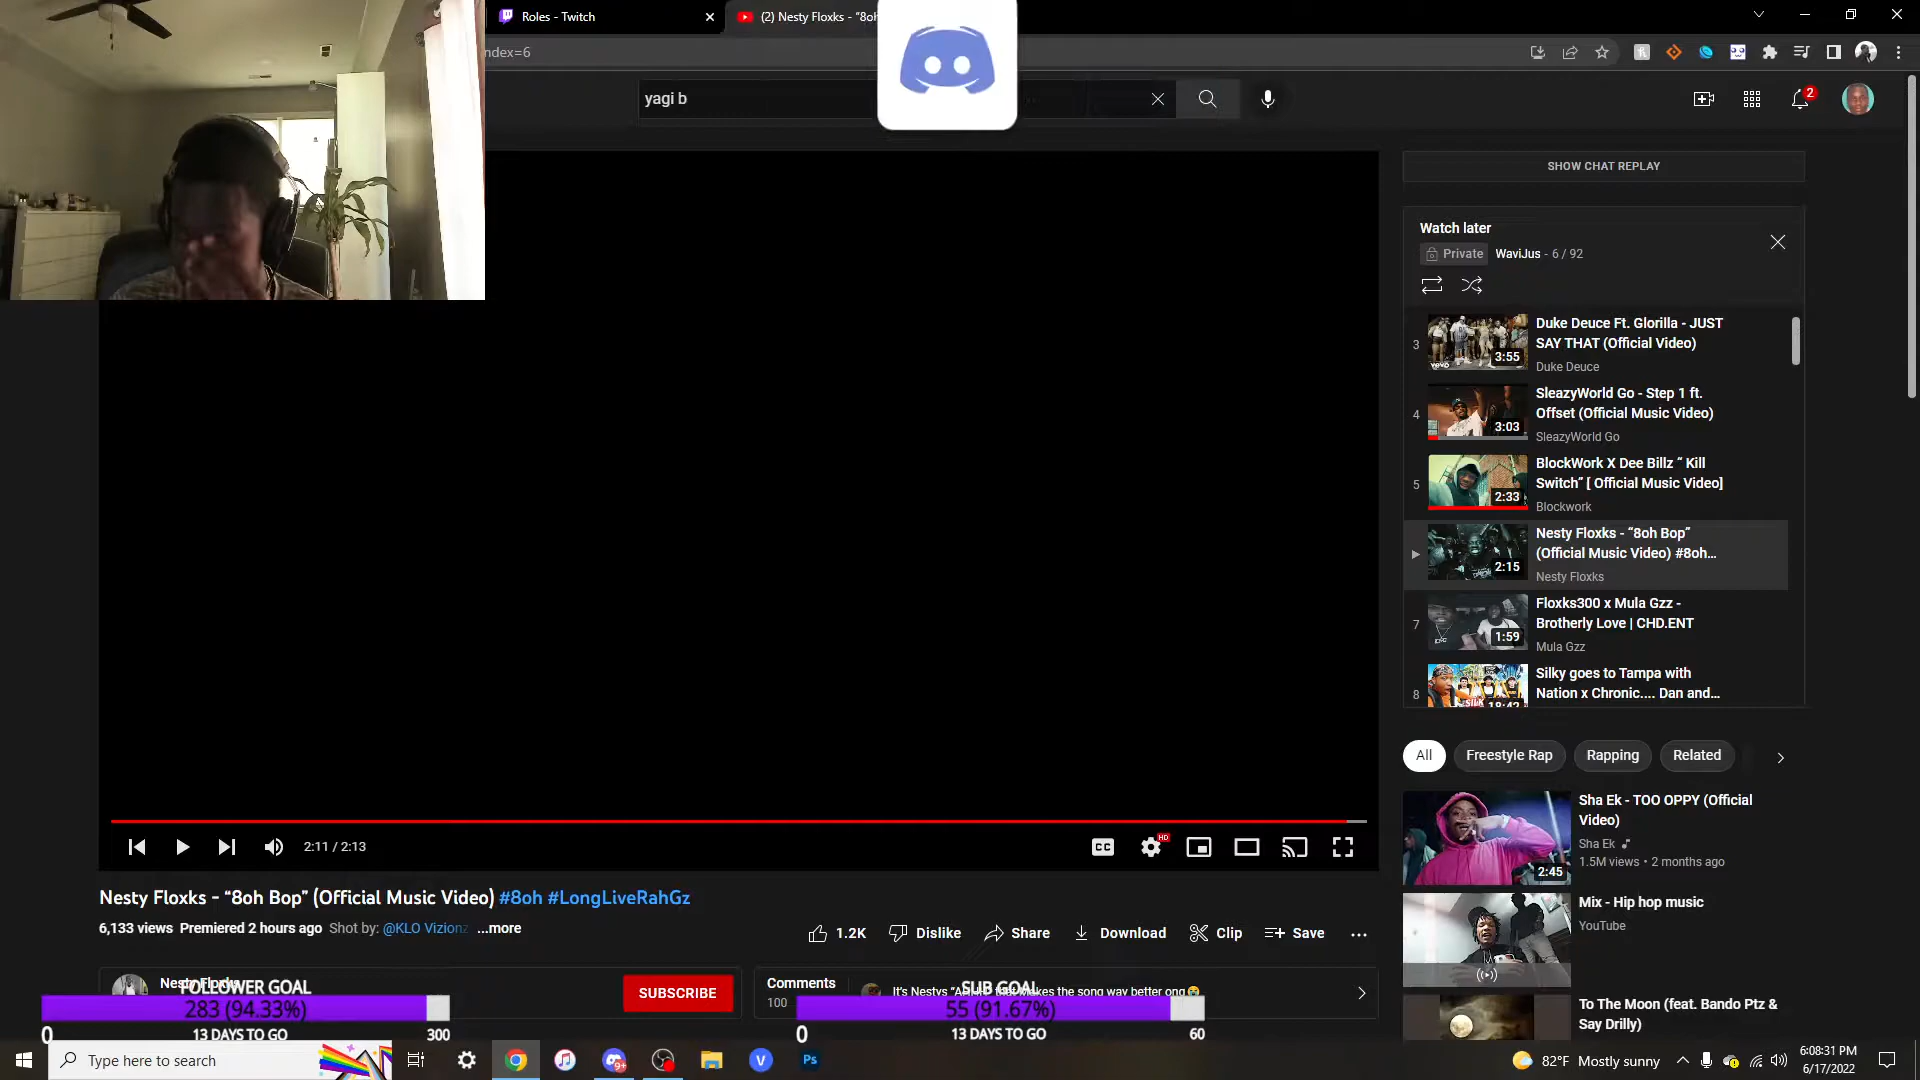 Roles - Twitch
(2) Nesty Floxks - “8oh
ndex=6
yagi b
2
SHOW CHAT REPLAY
Watch later
Private WaviJus - 6 / 92
3
3:55
Duke Deuce Ft. Glorilla - JUST
SAY THAT (Official Video)
Duke Deuce
4
3:03
SleazyWorld Go - Step 1 ft.
Offset (Official Music Video)
SleazyWorld Go
5
2:33
BlockWork X Dee Billz “ Kill
Switch” [ Official Music Video]
Blockwork
2:15
Nesty Floxks - “8oh Bop”
(Official Music Video) #8oh...
Nesty Floxks
7
1:59
Floxks300 x Mula Gzz -
Brotherly Love | CHD.ENT
Mula Gzz
8
18:42
Silky goes to Tampa with
Nation x Chronic.... Dan and...
All Freestyle Rap Rapping Related
2:45
Sha Ek - TOO OPPY (Official
Video)
Sha Ek
1.5M views • 2 months ago
Mix - Hip hop music
YouTube
To The Moon (feat. Bando Ptz &
Say Drilly)
2:11 / 2:13
CC
HD
Nesty Floxks - “8oh Bop” (Official Music Video) #8oh #LongLiveRahGz
6,133 views Premiered 2 hours ago Shot by: @KLO Vizionz ...more
1.2K Dislike Share Download Clip Save
Nesty Floxks
SUBSCRIBE
Comments
100
FOLLOWER GOAL
283 (94.33%)
0 13 DAYS TO GO 300
SUB GOAL
55 (91.67%)
0 13 DAYS TO GO 60
Type here to search
9+
V
Ps
82°F Mostly sunny
6:08:31 PM
6/17/2022